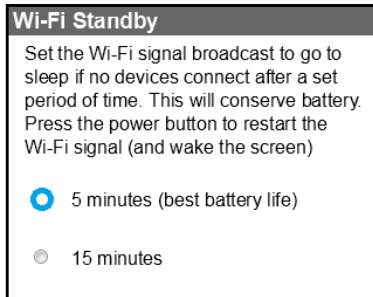 Wi-Fi Standby
Set the Wi-Fi signal broadcast to go to
sleep if no devices connect after a set
period of time. This will conserve battery.
Press the power button to restart the
Wi-Fi signal (and wake the screen)
5 minutes (best battery life)
15 minutes